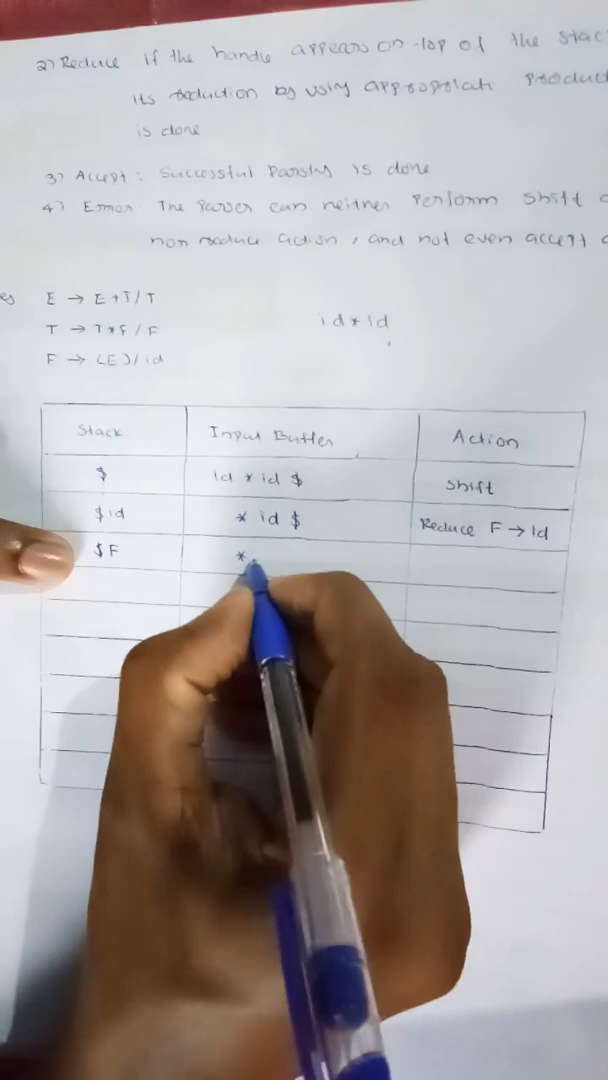 2) Reduce if the handle appears on top of the stac
its reduction by using appropriate product
is done
3) Accept : Successful Parsing is done
4) Error The Parser can neither perform shift
non reduce action , and not even accept
E → E+T/T
T → T*F/F id*id
F → (E)/id
Stack Input Buffer Action
$ id * id $ shift
$id * id $ Reduce F → id
$F *